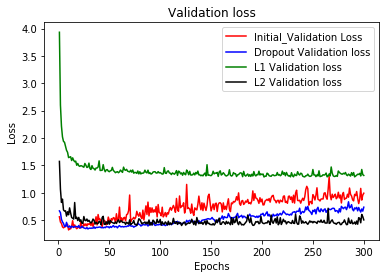 Validation loss
Initial_Validation Loss
Dropout Validation loss
L1 Validation loss
L2 Validation loss
Loss
4.0
3.5
3.0
2.5
2.0
1.5
1.0
0.5
0
50
100
150
200
250
300
Epochs